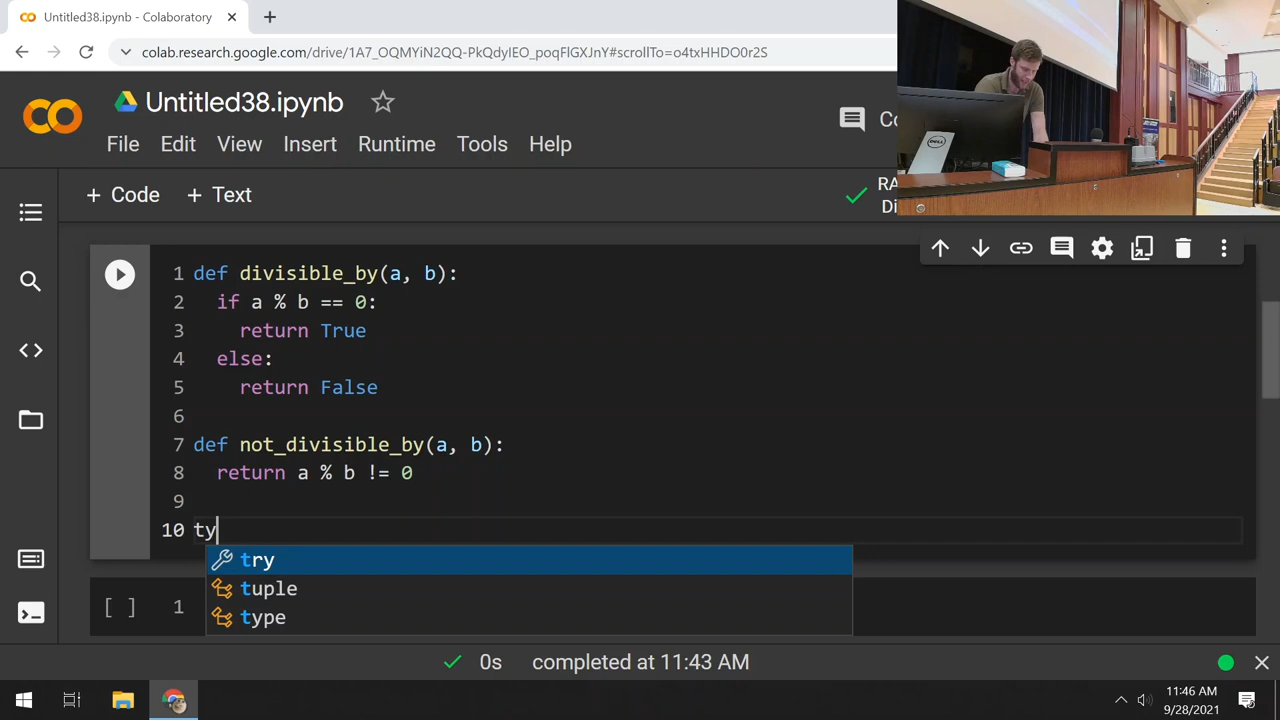 Untitled38.ipynb - Colaboratory
colab.research.google.com/drive/1A7_OQMYiN2QQ-PkQdyIEO_poqFlGXJnY#scrollTo=o4txHHDO0r2S
Untitled38.ipynb
File Edit View Insert Runtime Tools Help
Co
+ Code + Text
RA
Di
1 def divisible_by(a, b):
2 if a % b == 0:
3 return True
4 else:
5 return False
6
7 def not_divisible_by(a, b):
8 return a % b != 0
9
10 ty
try
tuple
type
[ ] 1
0s completed at 11:43 AM
11:46 AM
9/28/2021
DELL